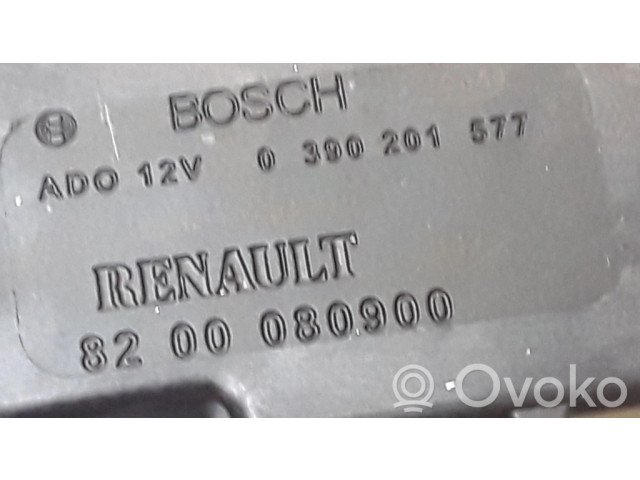 BOSCH
ADO 12V 0 390 201 577
RENAULT
82 00 080900
Ovoko